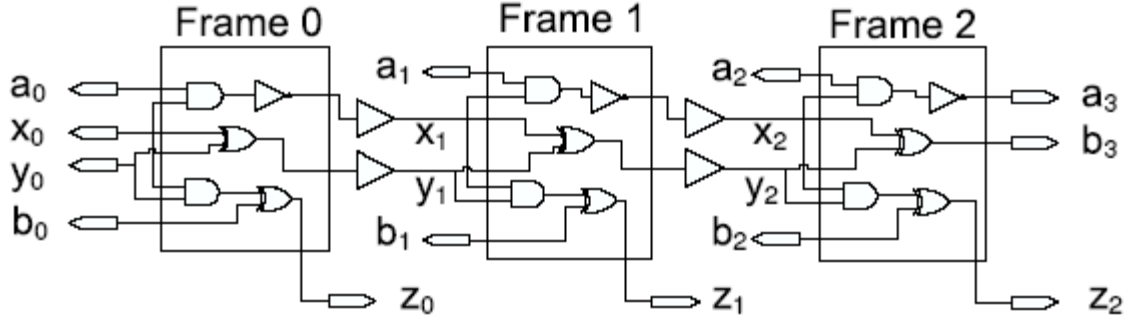 Frame 0
Frame 1
Frame 2
a₀
x₀
y₀
b₀
z₀
a₁
x₁
y₁
b₁
z₁
a₂
x₂
y₂
b₂
z₂
a₃
b₃